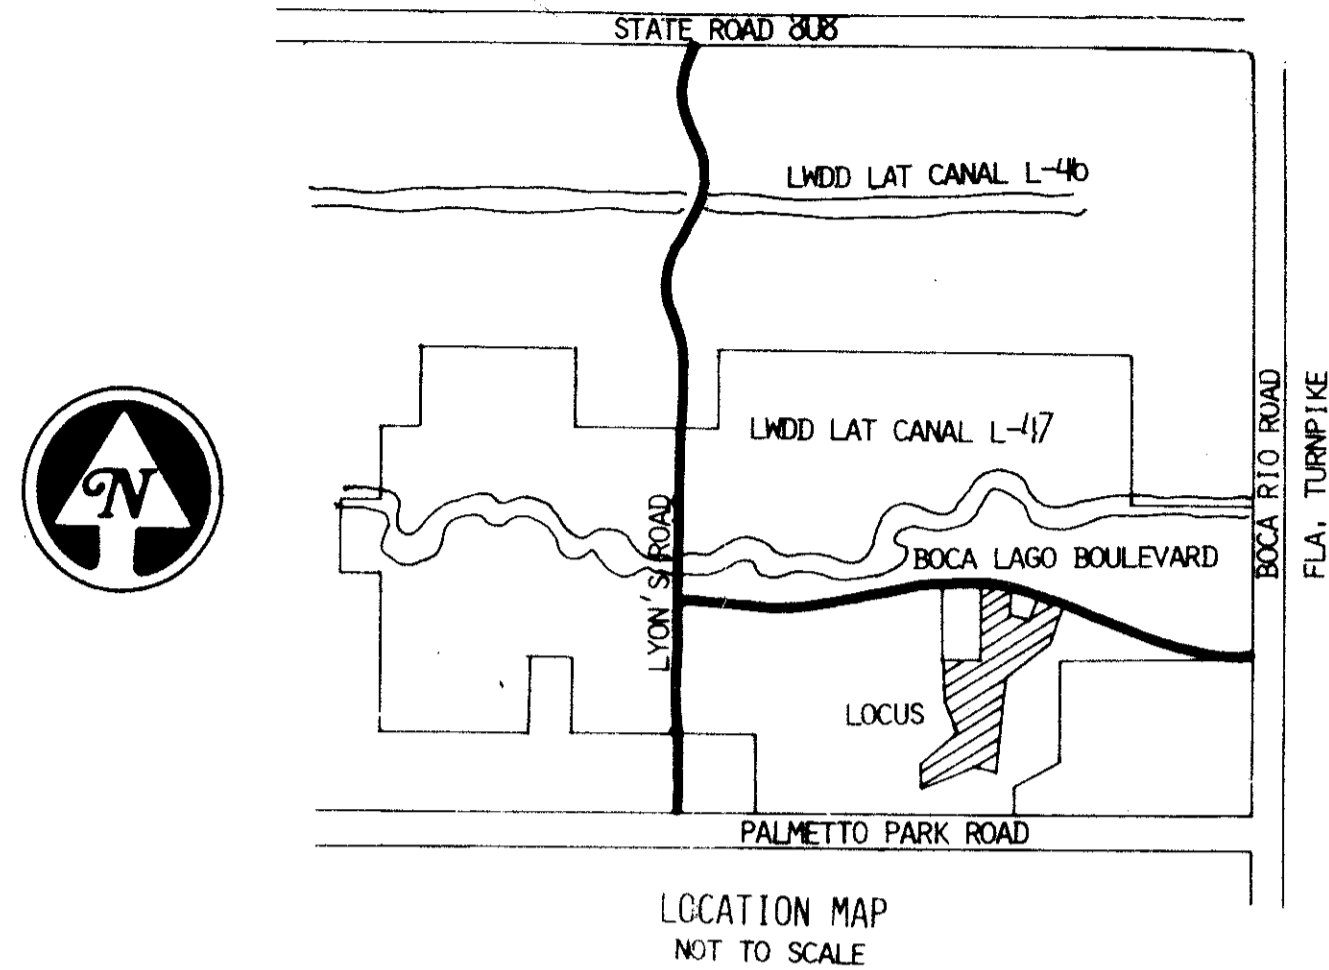 STATE ROAD 808
LWDD LAT CANAL L-46
N
LWDD LAT CANAL L-47
BOCA RIO ROAD
FLA. TURNPIKE
LYON'S ROAD
BOCA LAGO BOULEVARD
LOCUS
PALMETTO PARK ROAD
LOCATION MAP
NOT TO SCALE